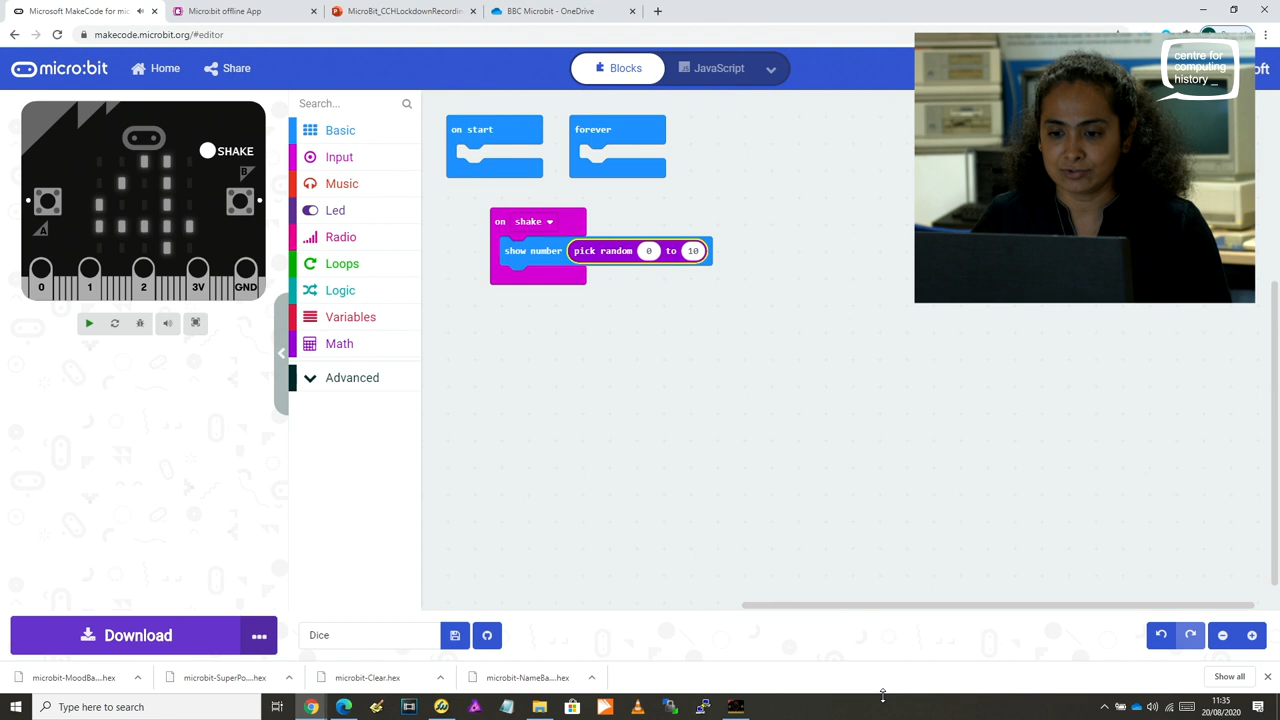 Microsoft MakeCode for mic
Microbit offline App
MicroBit_CCHLockdownRecordin
BBC Microbit - OneDrive
makecode.microbit.org/#editor
micro:bit
Home
Share
Blocks
JavaScript
centre for
computing
history _
oft
Search...
Basic
Input
Music
Led
Radio
Loops
Logic
Variables
Math
Advanced
SHAKE
B
A
0
1
2
3V
GND
on start
forever
on shake
show number pick random 0 to 10
Download
Dice
microbit-MoodBa....hex
microbit-SuperPo....hex
microbit-Clear.hex
microbit-NameBa....hex
Show all
Type here to search
11:35
20/08/2020